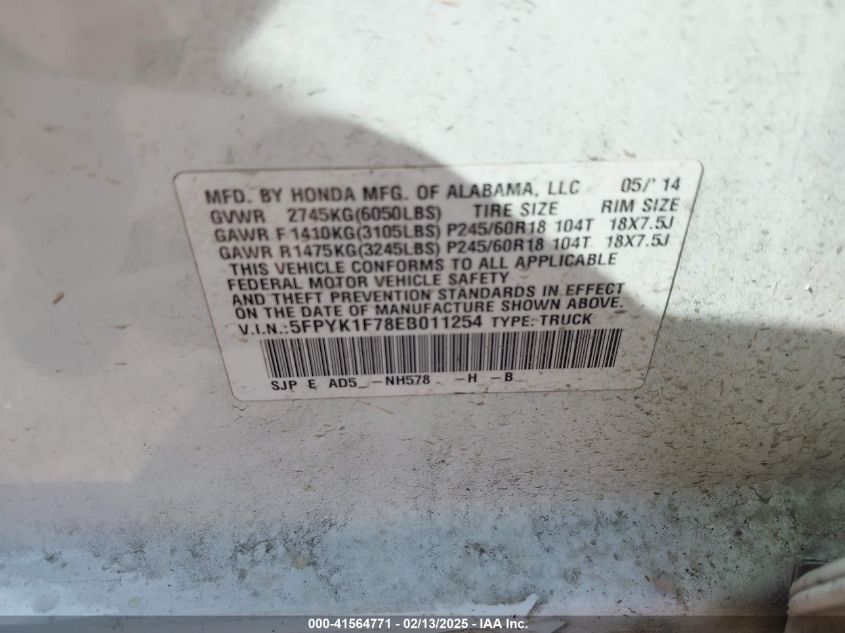 MFD. BY HONDA MFG. OF ALABAMA, LLC 05/' 14
GVWR 2745KG(6050LBS) TIRE SIZE RIM SIZE
GAWR F1410KG(3105LBS) P245/60R18 104T 18X7.5J
GAWR R1475KG(3245LBS) P245/60R18 104T 18X7.5J
THIS VEHICLE CONFORMS TO ALL APPLICABLE
FEDERAL MOTOR VEHICLE SAFETY
AND THEFT PREVENTION STANDARDS IN EFFECT
ON THE DATE OF MANUFACTURE SHOWN ABOVE.
V.I.N.:5FPYK1F78EB011254 TYPE: TRUCK
SJP E AD5 -NH578 -H -B
000-41564771 — 02/13/2025 — IAA Inc.